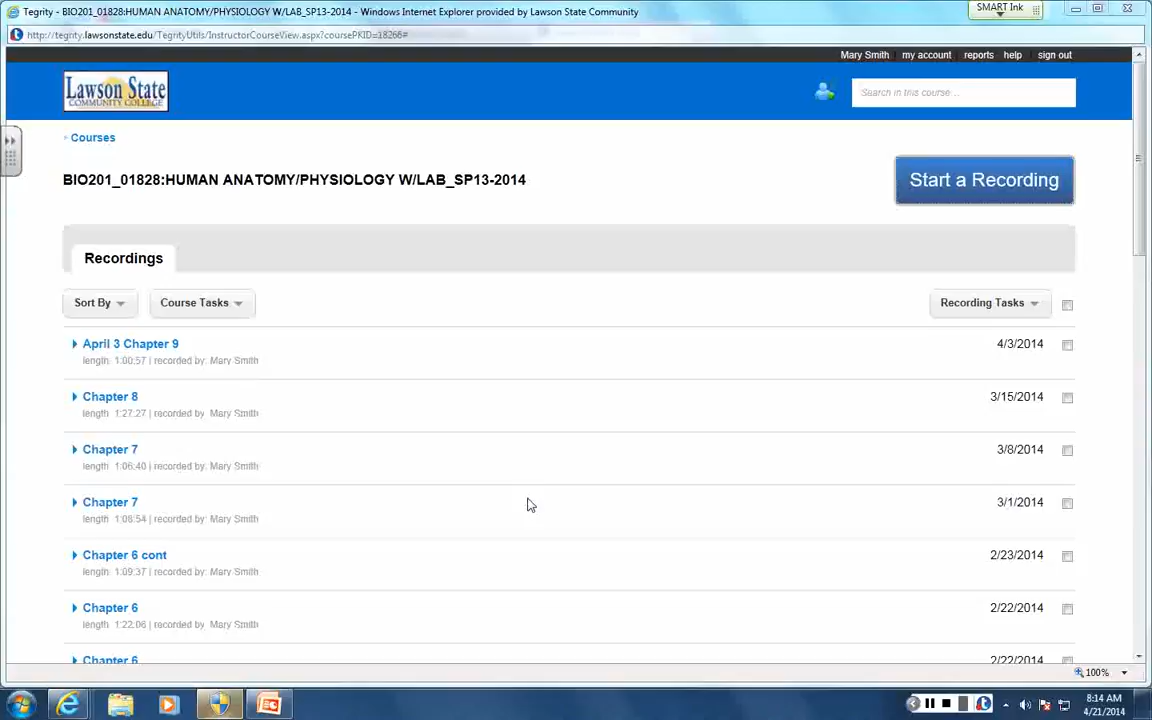 Tegrity - BIO201_01828:HUMAN ANATOMY/PHYSIOLOGY W/LAB_SP13-2014 - Windows Internet Explorer provided by Lawson State Community
SMART Ink
http://tegrity.lawsonstate.edu/TegrityUtils/InstructorCourseView.aspx?coursePKID=18266#
Mary Smith my account reports help sign out
Lawson State
COMMUNITY COLLEGE
Search in this course...
Courses
BIO201_01828:HUMAN ANATOMY/PHYSIOLOGY W/LAB_SP13-2014
Start a Recording
Recordings
Sort By Course Tasks Recording Tasks
April 3 Chapter 9 4/3/2014
length: 1:00:57 | recorded by: Mary Smith
Chapter 8 3/15/2014
length: 1:27:27 | recorded by: Mary Smith
Chapter 7 3/8/2014
length: 1:06:40 | recorded by: Mary Smith
Chapter 7 3/1/2014
length: 1:08:54 | recorded by: Mary Smith
Chapter 6 cont 2/23/2014
length: 1:09:37 | recorded by: Mary Smith
Chapter 6 2/22/2014
length: 1:22:06 | recorded by: Mary Smith
Chapter 6 2/22/2014
100%
8:14 AM
4/21/2014